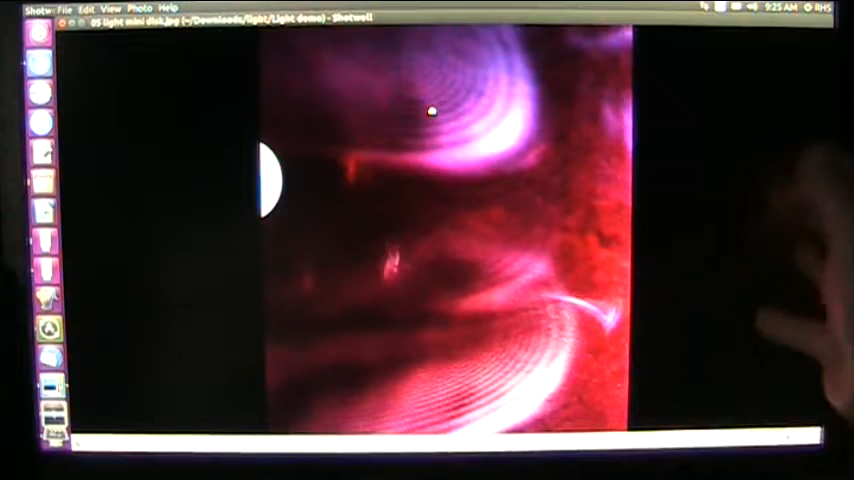 Shotw File Edit View Photo Help
9:25 AM RHS
05 light mini disk.jpg (~/Downloads/light/Light demo) - Shotwell